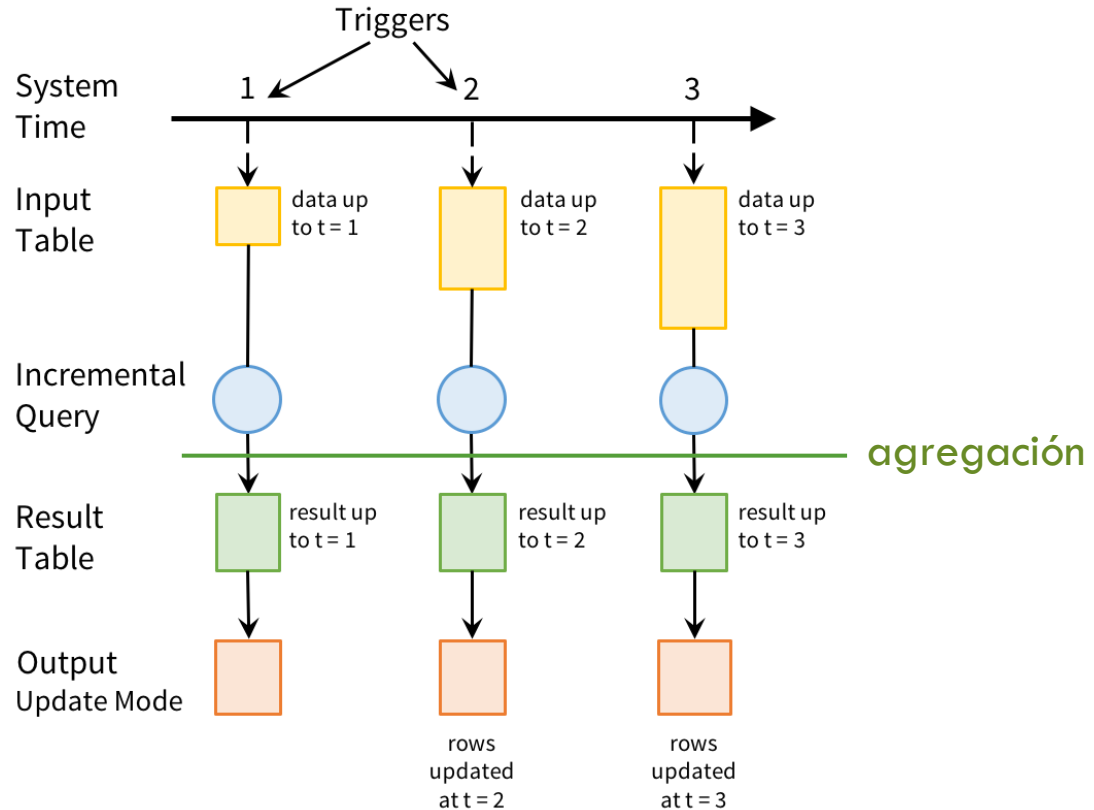 Triggers
System
Time
1
2
3
Input
Table
data up
to t = 1
data up
to t = 2
data up
to t = 3
Incremental
Query
agregación
Result
Table
result up
to t = 1
result up
to t = 2
result up
to t = 3
Output
Update Mode
rows
updated
at t = 2
rows
updated
at t = 3